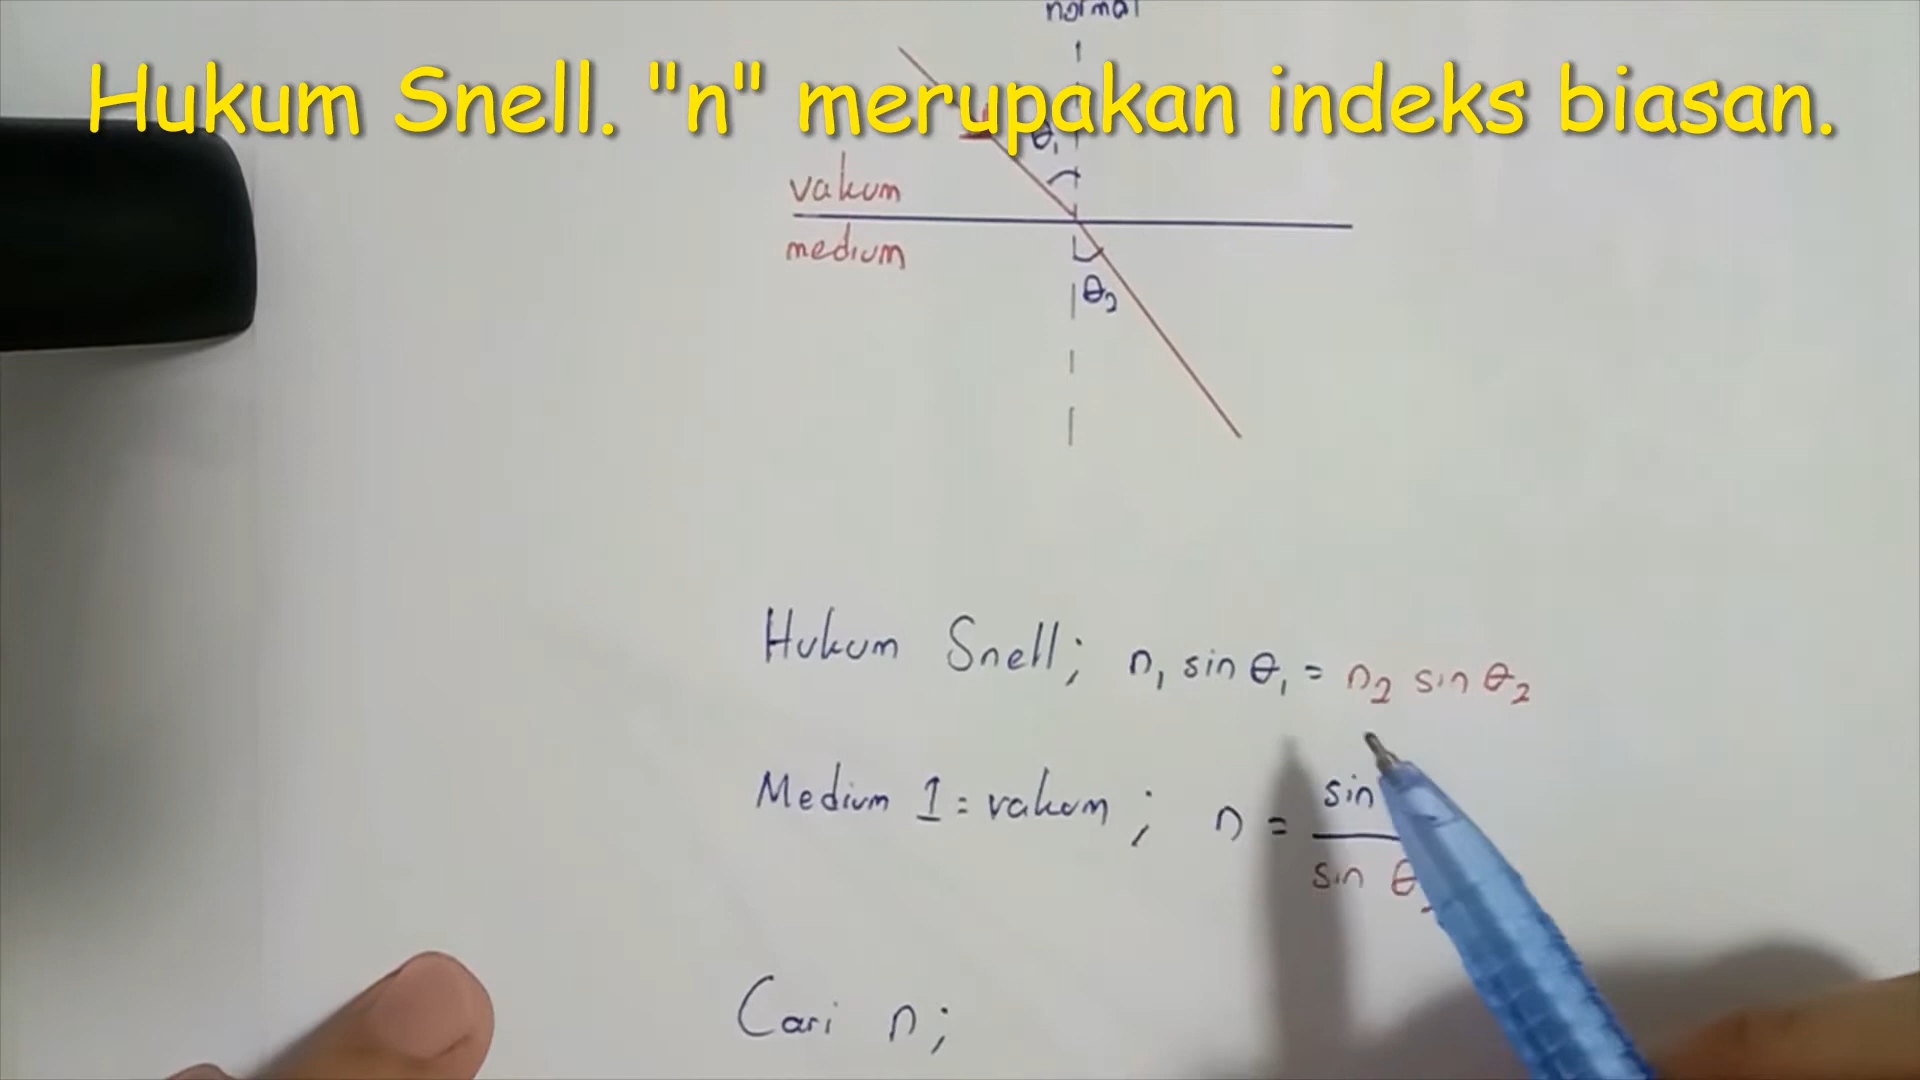 normal
Hukum Snell. "n" merupakan indeks biasan.
θ₁
vakum
medium
θ₂
Hukum Snell; n₁ sin θ₁ = n₂ sin θ₂
Medium 1 = vakum ; n = sin
sin θ
Cari n;